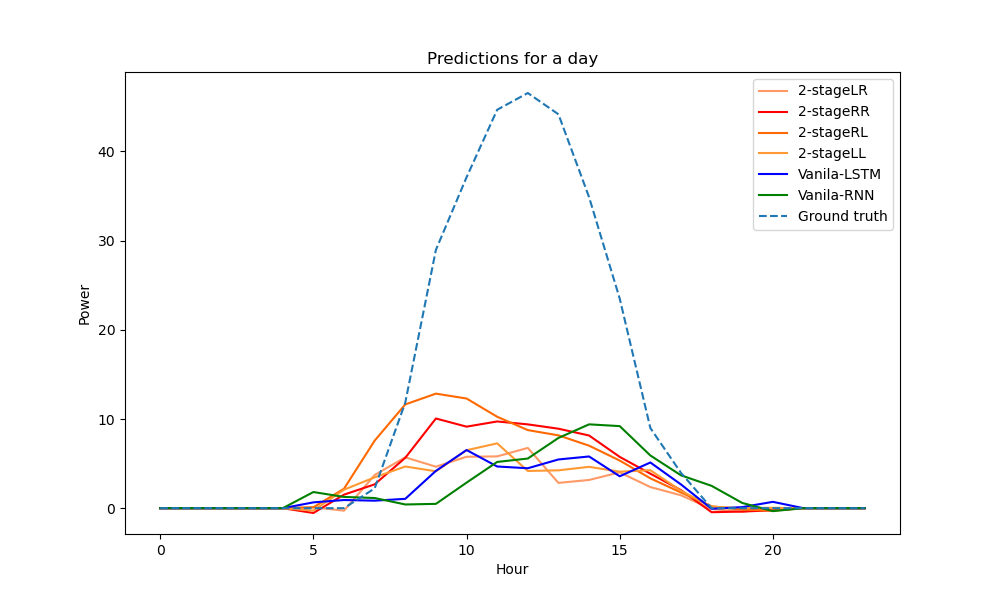 Predictions for a day
2-stageLR
2-stageRR
2-stageRL
2-stageLL
Vanila-LSTM
Vanila-RNN
Ground truth
Power
40
30
20
10
0
0 5 10 15 20
Hour